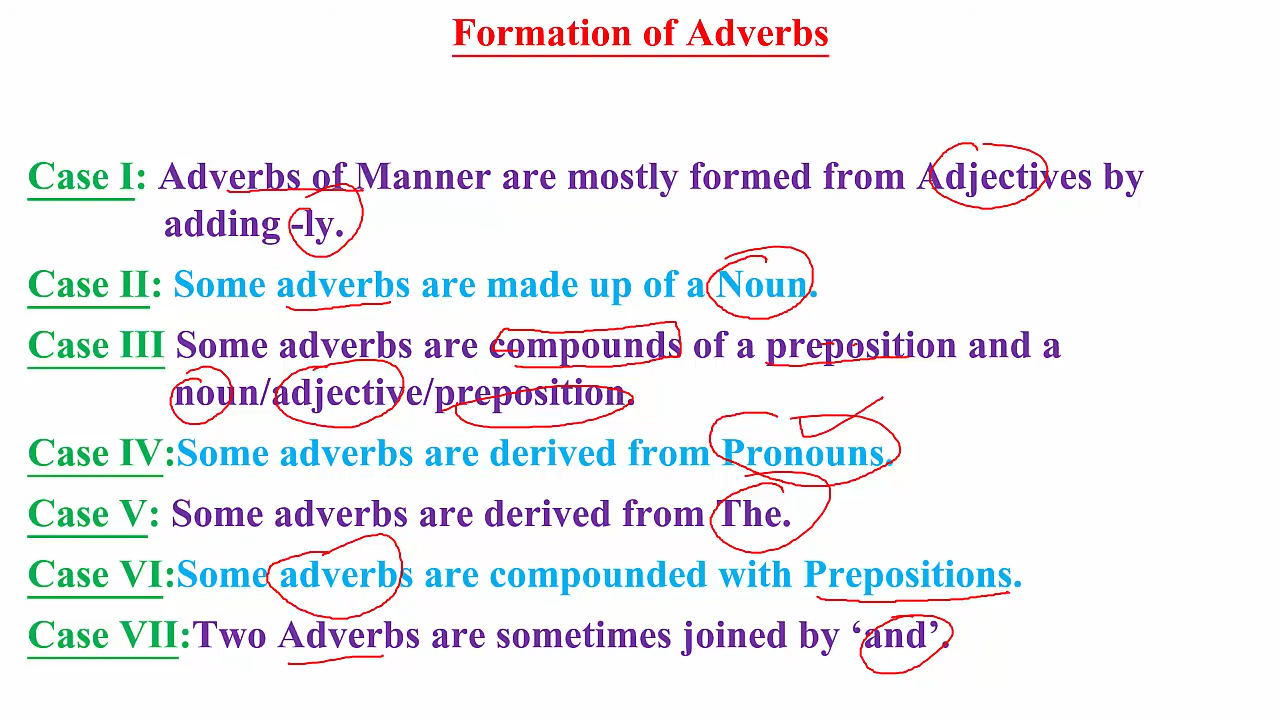 Formation of Adverbs
Case I: Adverbs of Manner are mostly formed from Adjectives by
adding -ly.
Case II: Some adverbs are made up of a Noun.
Case III Some adverbs are compounds of a preposition and a
noun/adjective/preposition.
Case IV:Some adverbs are derived from Pronouns.
Case V: Some adverbs are derived from The.
Case VI:Some adverbs are compounded with Prepositions.
Case VII:Two Adverbs are sometimes joined by ‘and’.